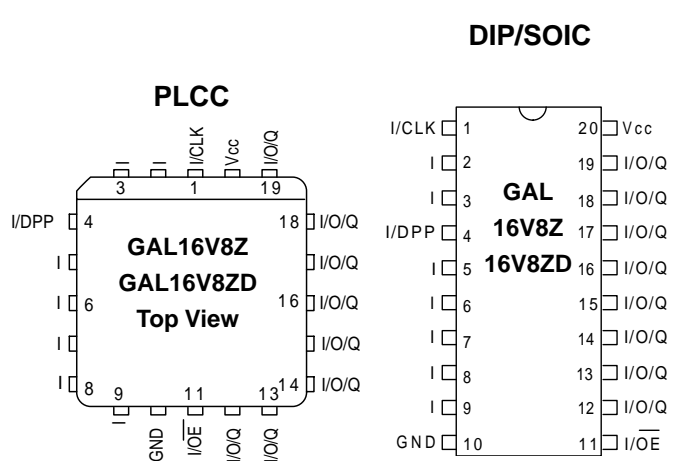 DIP/SOIC
PLCC
I I I/CLK Vcc I/O/Q
3 1 19
I/DPP 4 18 I/O/Q
I I/O/Q
I 6 16 I/O/Q
I I/O/Q
I 8 14 I/O/Q
GAL16V8Z
GAL16V8ZD
Top View
9 11 13
I GND I/OE I/O/Q I/O/Q
I/CLK 1 20 Vcc
I 2 19 I/O/Q
I 3 GAL 18 I/O/Q
I/DPP 4 16V8Z 17 I/O/Q
I 5 16V8ZD 16 I/O/Q
I 6 15 I/O/Q
I 7 14 I/O/Q
I 8 13 I/O/Q
I 9 12 I/O/Q
GND 10 11 I/OE